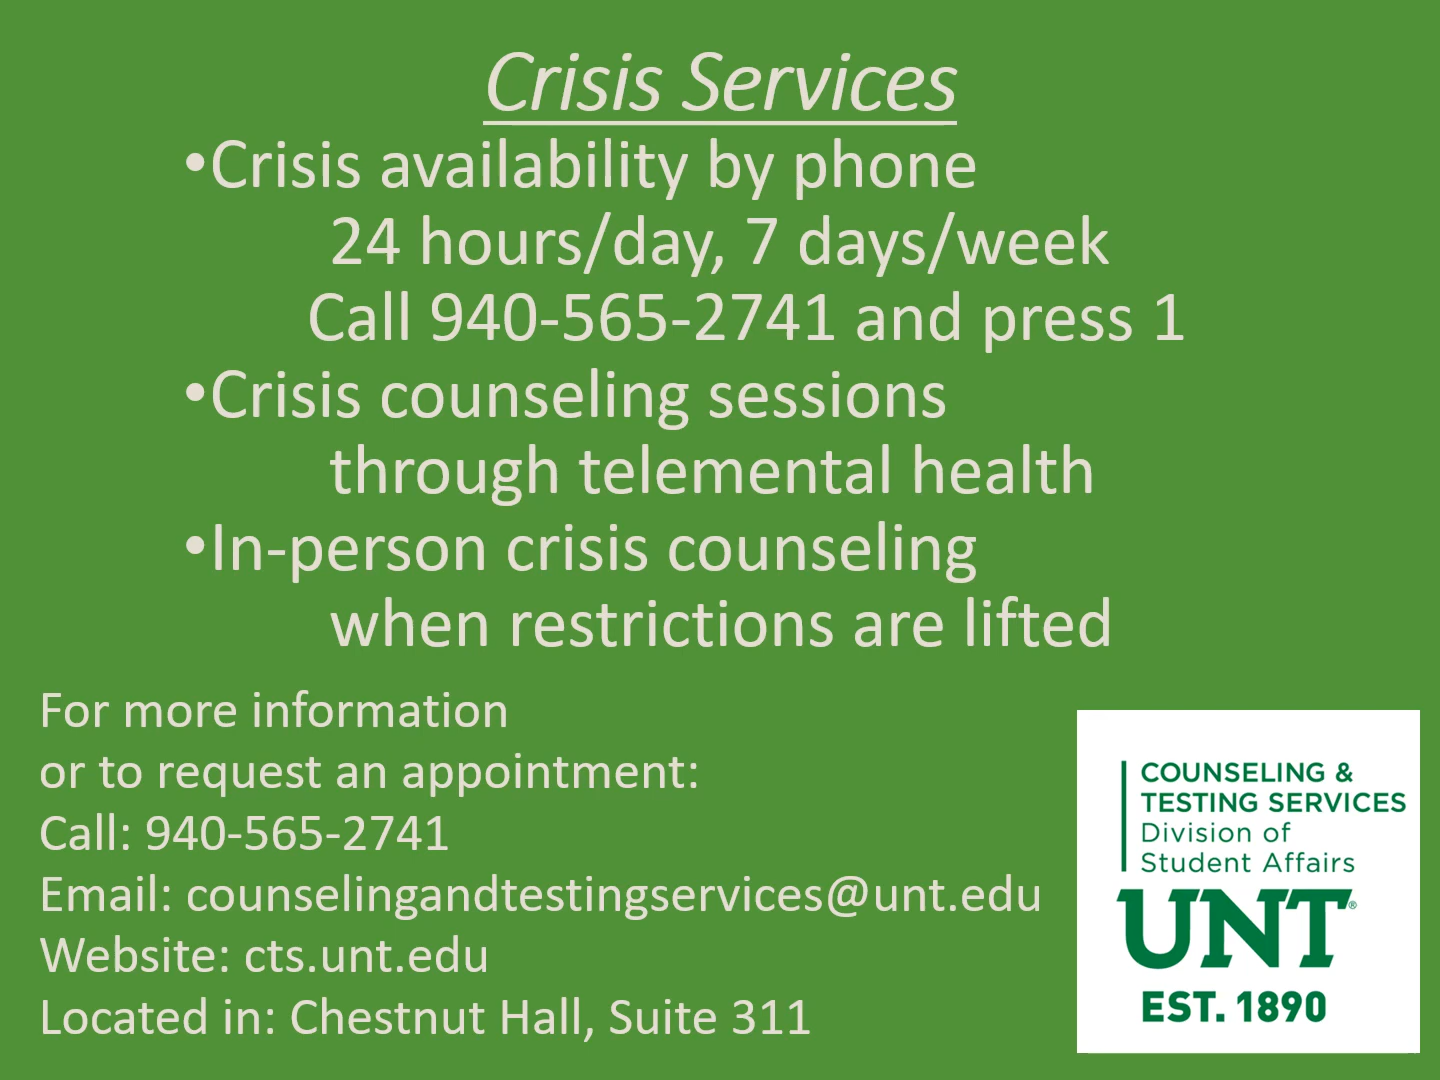 Crisis Services
•Crisis availability by phone
24 hours/day, 7 days/week
Call 940-565-2741 and press 1
•Crisis counseling sessions
through telemental health
•In-person crisis counseling
when restrictions are lifted
For more information
or to request an appointment:
Call: 940-565-2741
Email: counselingandtestingservices@unt.edu
Website: cts.unt.edu
Located in: Chestnut Hall, Suite 311
COUNSELING &
TESTING SERVICES
Division of
Student Affairs
UNT®
EST. 1890